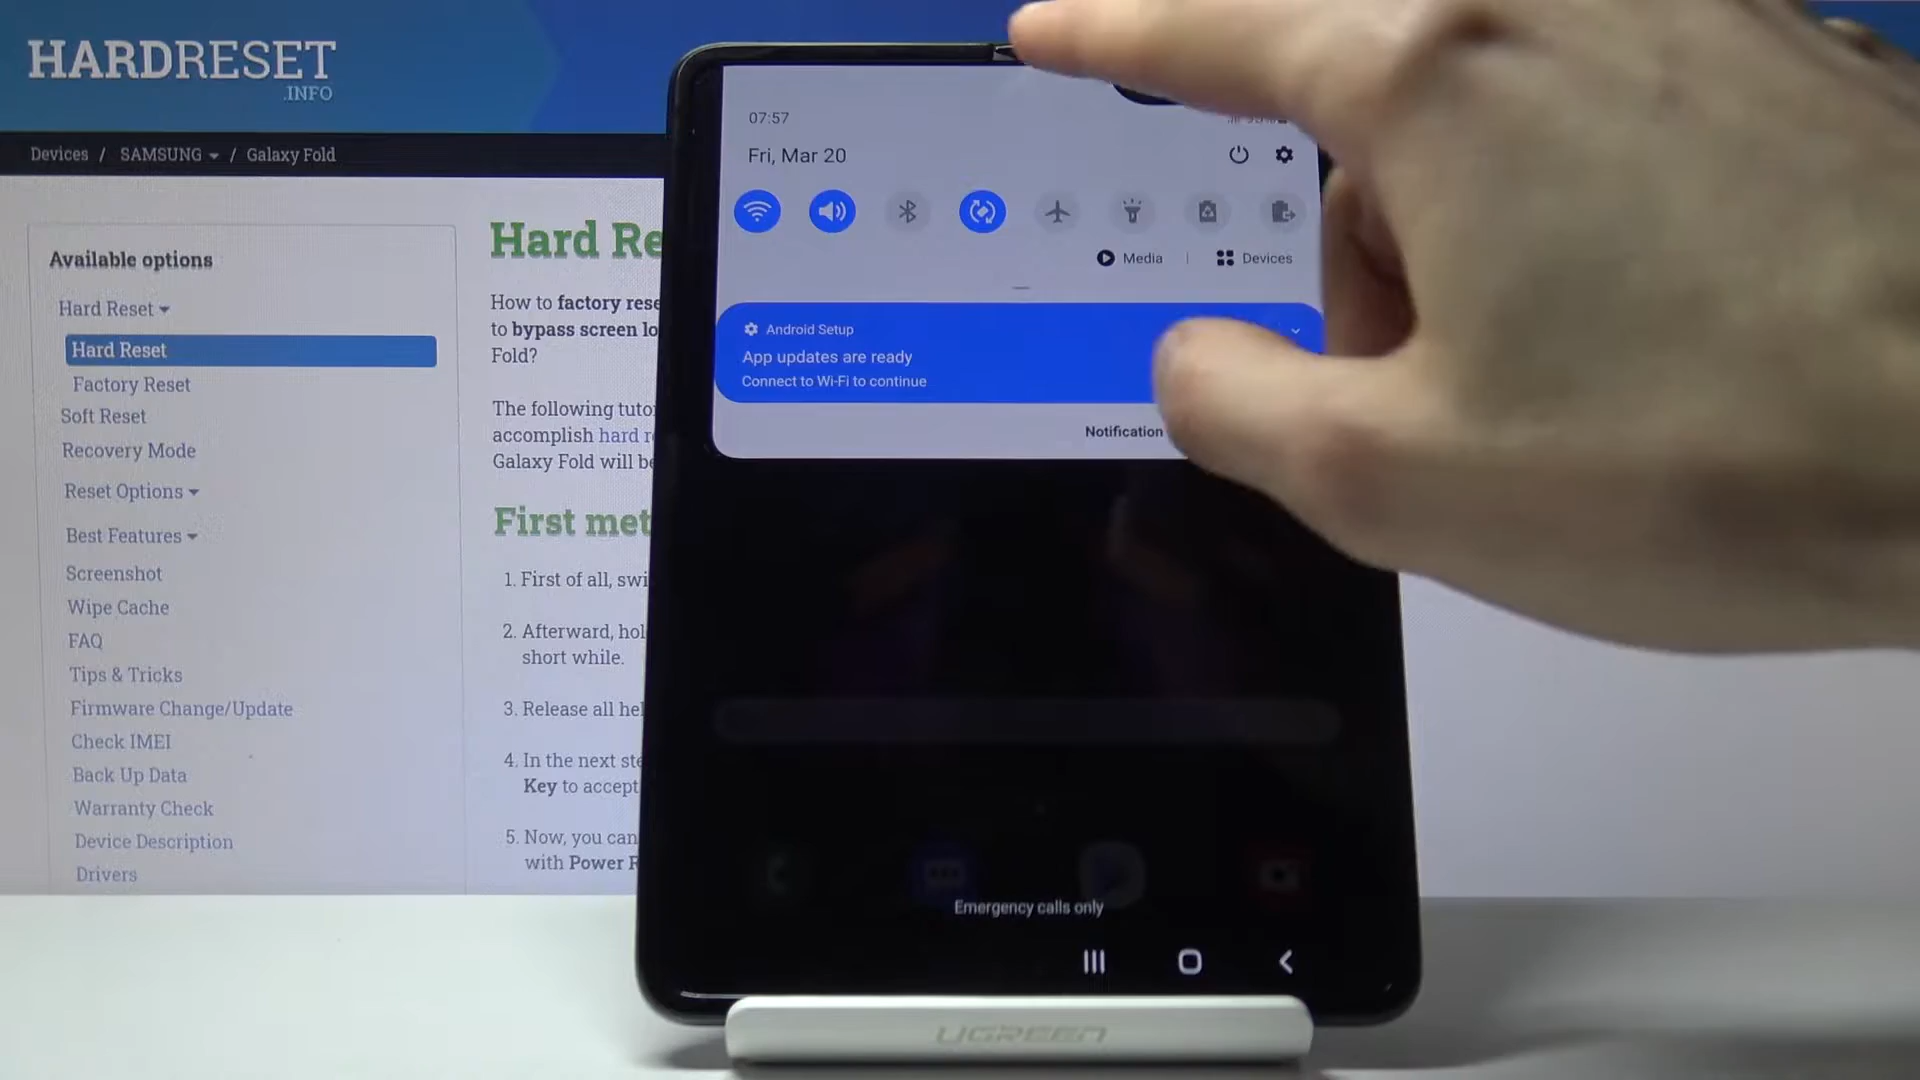 HARDRESET
.INFO
Devices / SAMSUNG / Galaxy Fold
Available options
Hard Reset
Hard Reset
Factory Reset
Soft Reset
Recovery Mode
Reset Options
Best Features
Screenshot
Wipe Cache
FAQ
Tips & Tricks
Firmware Change/Update
Check IMEI
Back Up Data
Warranty Check
Device Description
Drivers
Hard Re
How to factory rese
to bypass screen lo
Fold?
The following tuto
accomplish hard r
Galaxy Fold will be
First met
1. First of all, swi
2. Afterward, hol
short while.
3. Release all hel
4. In the next ste
Key to accept
5. Now, you can
with Power R
07:57
Fri, Mar 20
Media | Devices
Android Setup
App updates are ready
Connect to Wi-Fi to continue
Notification
Emergency calls only
UGREEN